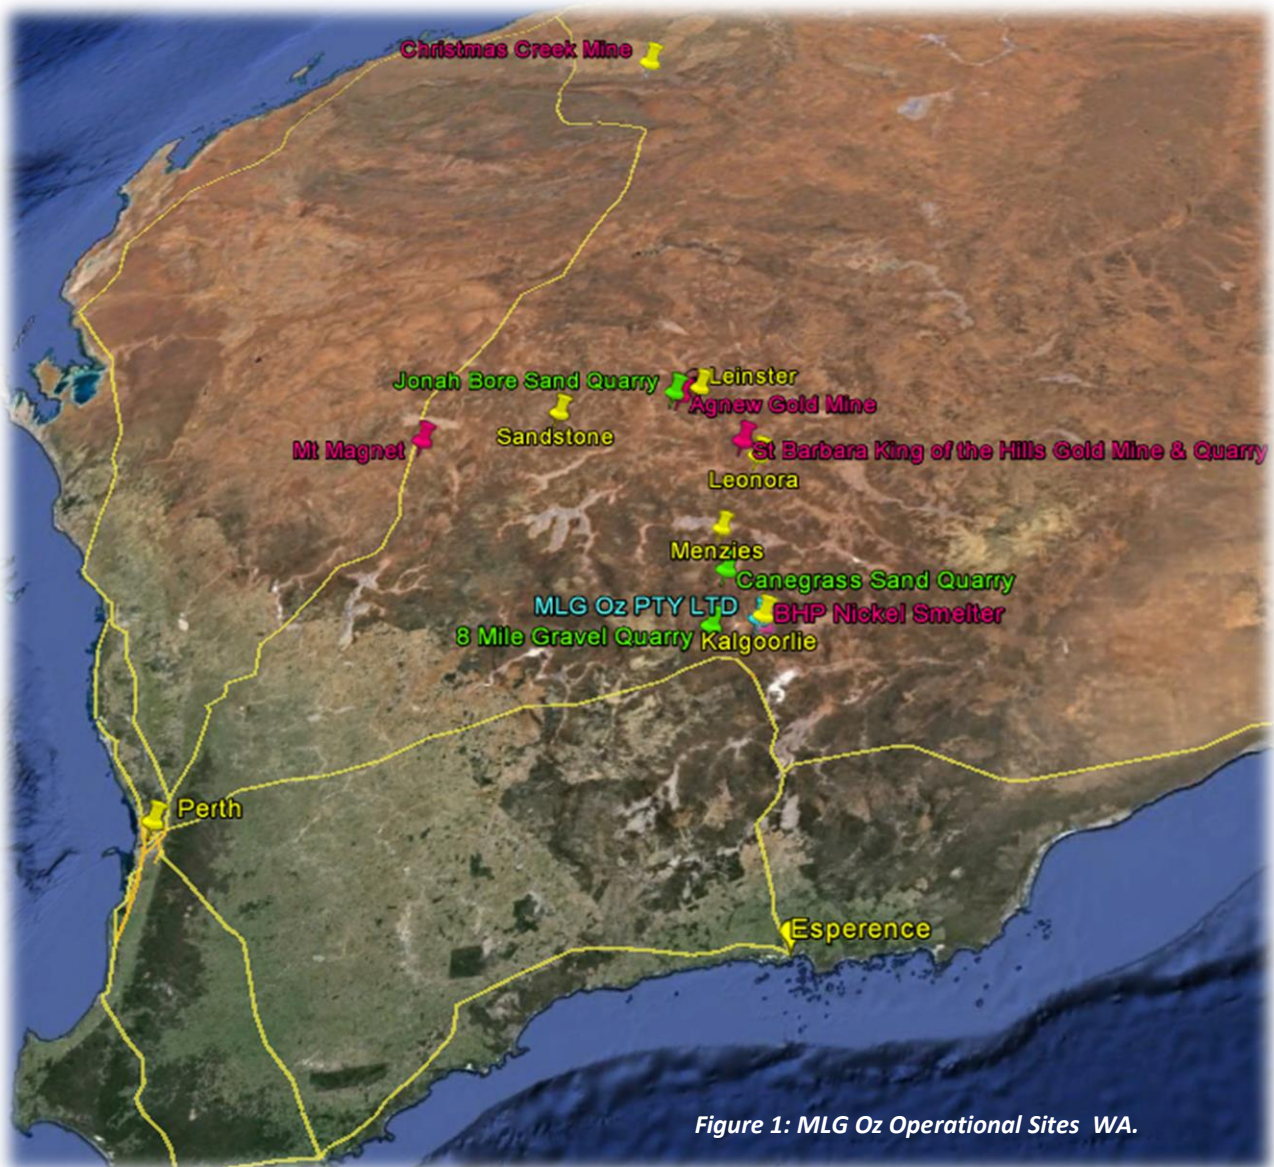 Christmas Creek Mine
Leinster
Jonah Bore Sand Quarry
Agnew Gold Mine
Sandstone
Mt Magnet
St Barbara King of the Hills Gold Mine & Quarry
Leonora
Menzies
Canegrass Sand Quarry
MLG Oz PTY LTD
BHP Nickel Smelter
8 Mile Gravel Quarry
Kalgoorlie
Perth
Esperence
Figure 1: MLG Oz Operational Sites WA.